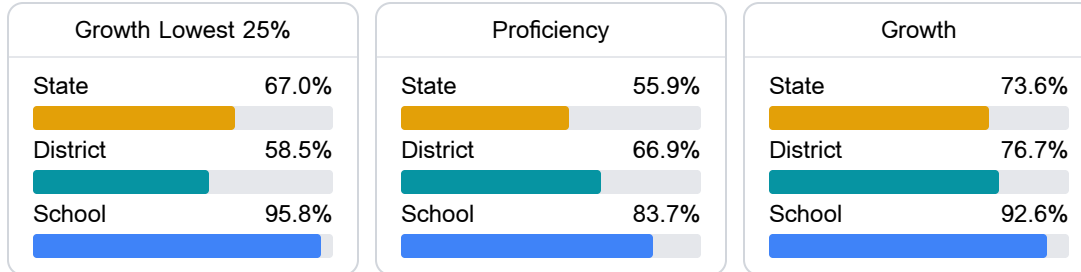 Growth Lowest 25%
State 67.0%
District 58.5%
School 95.8%
Proficiency
State 55.9%
District 66.9%
School 83.7%
Growth
State 73.6%
District 76.7%
School 92.6%